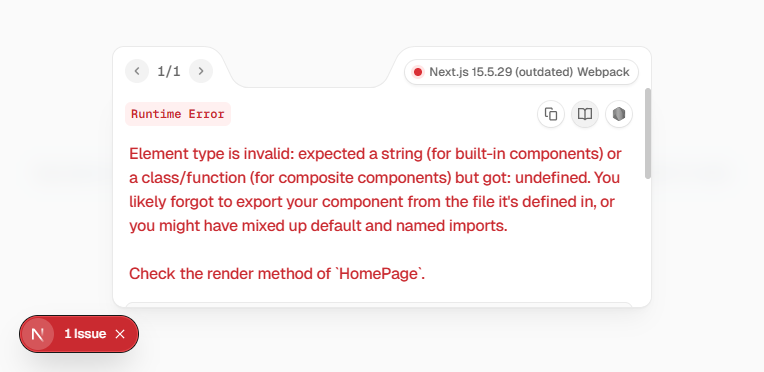 1/1
Next.js 15.5.29 (outdated) Webpack
Runtime Error
Element type is invalid: expected a string (for built-in components) or
a class/function (for composite components) but got: undefined. You
likely forgot to export your component from the file it's defined in, or
you might have mixed up default and named imports.
Check the render method of `HomePage`.
N
1 Issue